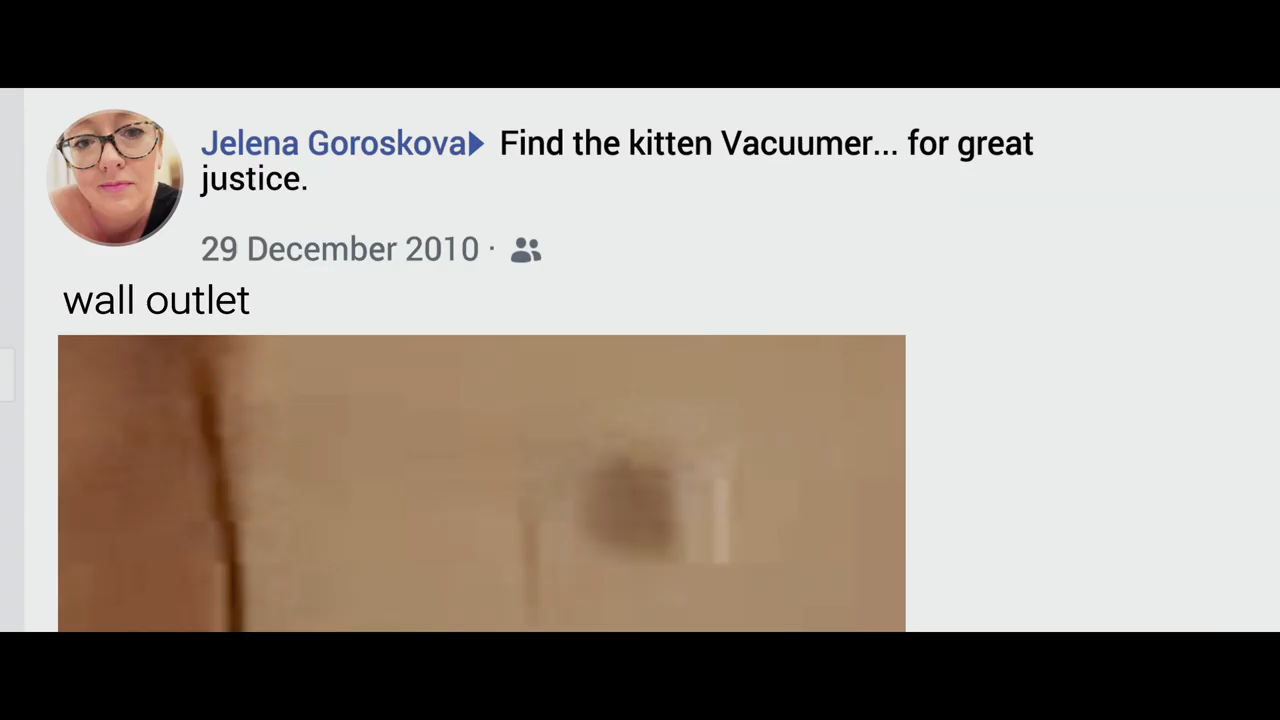 Jelena Goroskova Find the kitten Vacuumer... for great
justice.
29 December 2010 ·
wall outlet